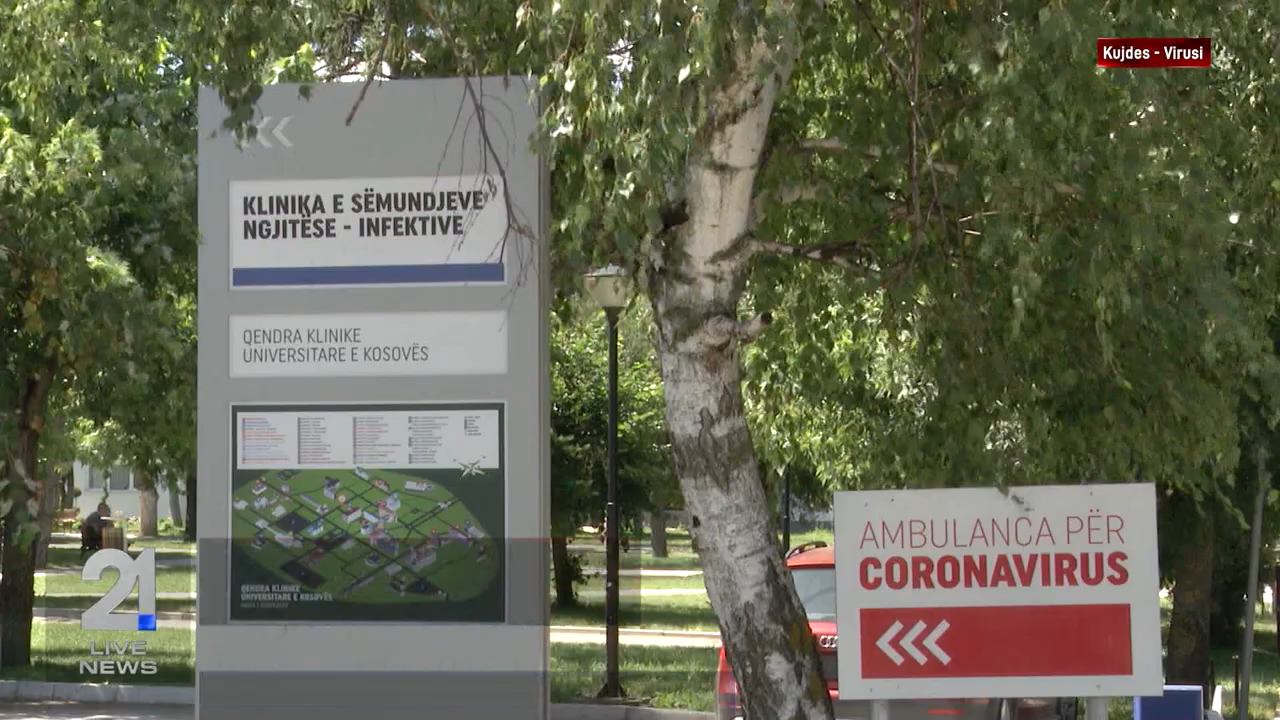 Kujdes - Virusi
KLINIKA E SËMUNDJEVE
NGJITËSE - INFEKTIVE
QENDRA KLINIKE
UNIVERSITARE E KOSOVËS
QENDRA KLINIKE
UNIVERSITARE E KOSOVËS
AMBULANCA PËR
CORONAVIRUS
21
LIVE
NEWS